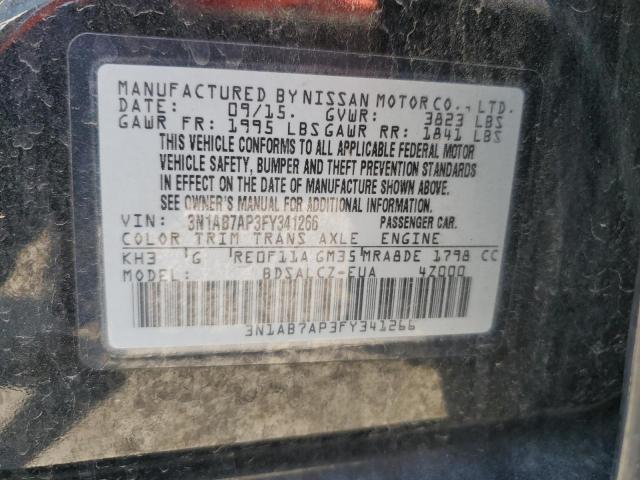 MANUFACTURED BY NISSAN MOTOR CO., LTD.
DATE: 09/15. GVWR: 3823 LBS
GAWR FR: 1995 LBS GAWR RR: 1841 LBS
THIS VEHICLE CONFORMS TO ALL APPLICABLE FEDERAL MOTOR
VEHICLE SAFETY, BUMPER AND THEFT PREVENTION STANDARDS
IN EFFECT ON THE DATE OF MANUFACTURE SHOWN ABOVE.
SEE OWNER'S MANUAL FOR ADDITIONAL INFORMATION.
VIN: 3N1AB7AP3FY341266 PASSENGER CAR.
COLOR TRIM TRANS AXLE ENGINE
KH3 G RE0F11A GM35 MRA8DE 1798 CC
MODEL: BDSALCZ-EUA 4Z000
3N1AB7AP3FY341266